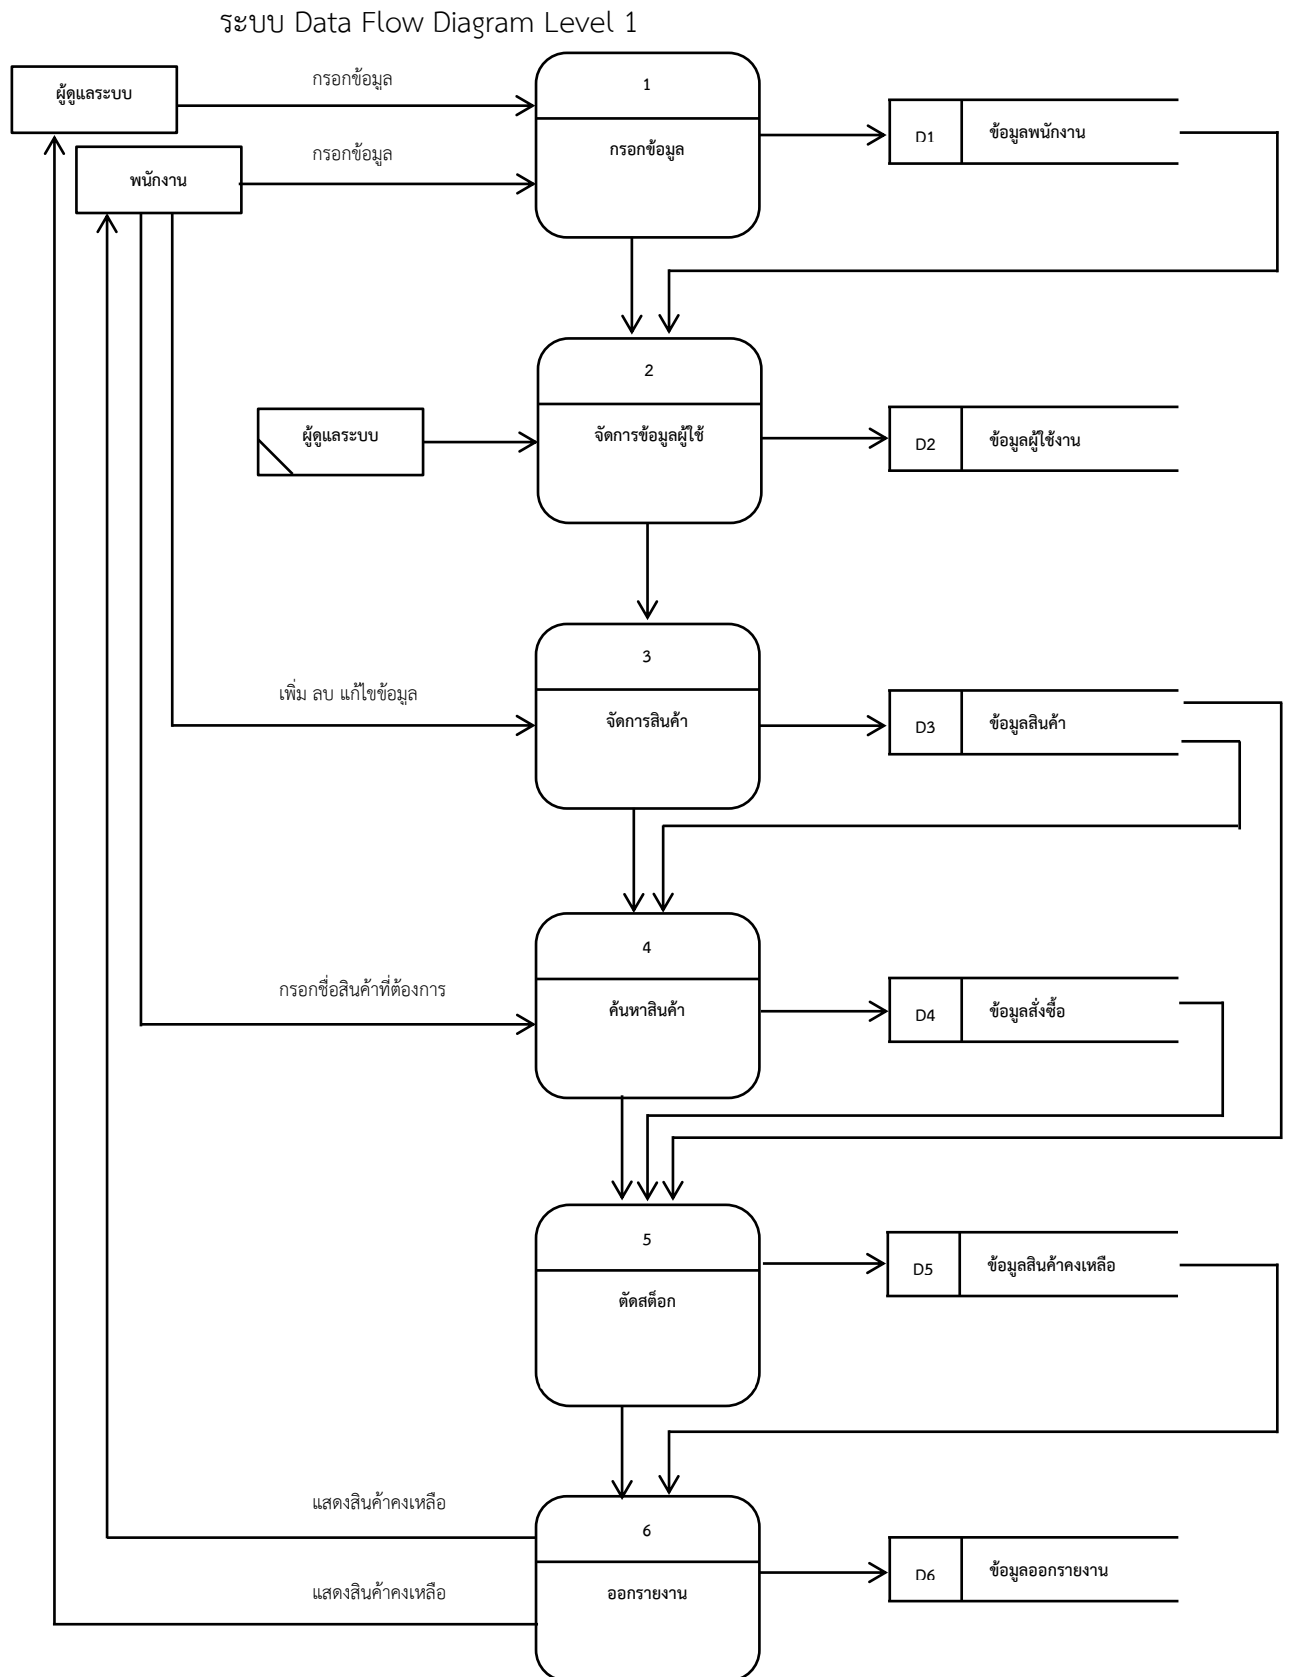 ระบบ Data Flow Diagram Level 1
ผู้ดูแลระบบ
กรอกข้อมูล
1
กรอกข้อมูล
D1
ข้อมูลพนักงาน
พนักงาน
กรอกข้อมูล
2
จัดการข้อมูลผู้ใช้
ผู้ดูแลระบบ
D2
ข้อมูลผู้ใช้งาน
3
จัดการสินค้า
เพิ่ม ลบ แก้ไขข้อมูล
D3
ข้อมูลสินค้า
4
ค้นหาสินค้า
กรอกชื่อสินค้าที่ต้องการ
D4
ข้อมูลสั่งซื้อ
5
ตัดสต็อก
D5
ข้อมูลสินค้าคงเหลือ
แสดงสินค้าคงเหลือ
6
ออกรายงาน
D6
ข้อมูลออกรายงาน
แสดงสินค้าคงเหลือ